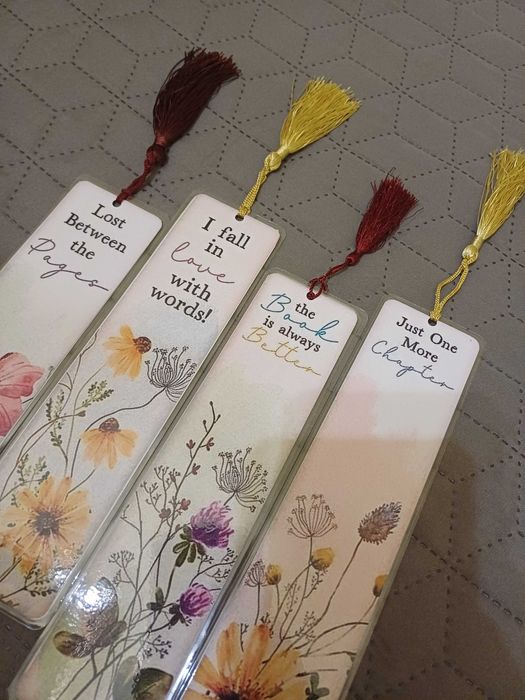 Lost
Between
the
Pages
I fall
in
love
with
words!
the
Book
is always
Better
Just One
More
Chapter